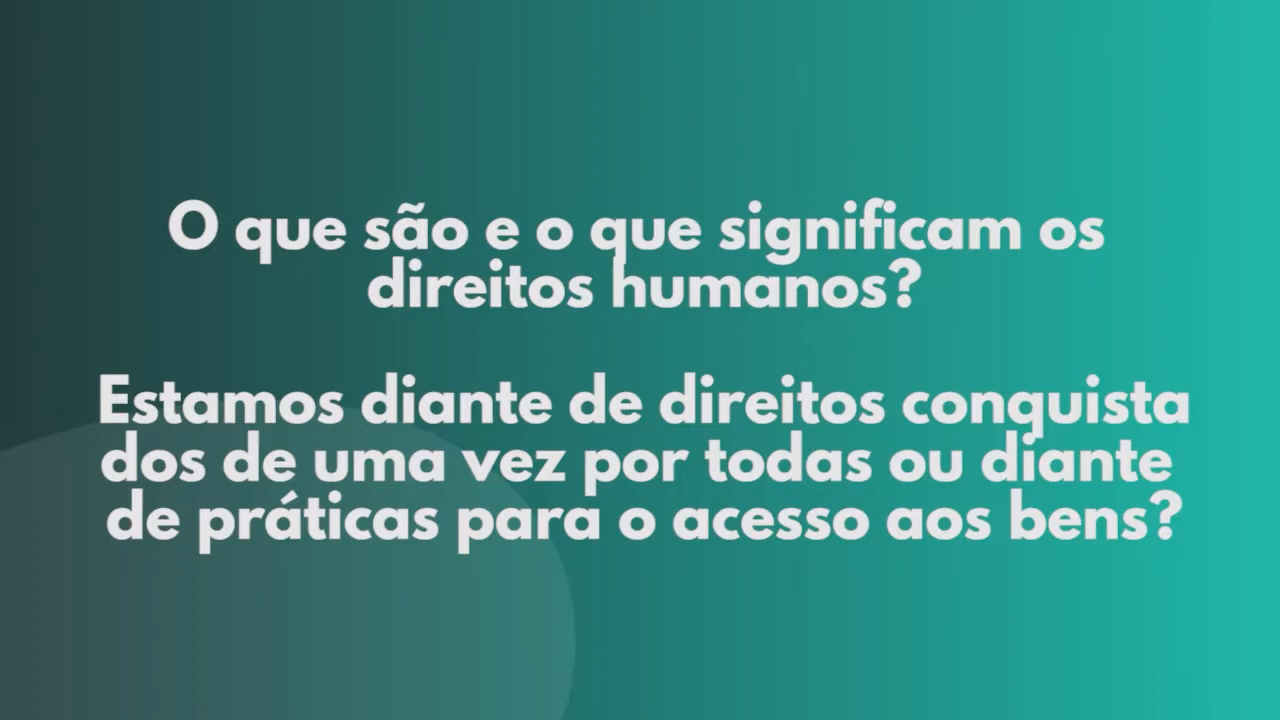 O que são e o que significam os
direitos humanos?
Estamos diante de direitos conquista
dos de uma vez por todas ou diante
de práticas para o acesso aos bens?